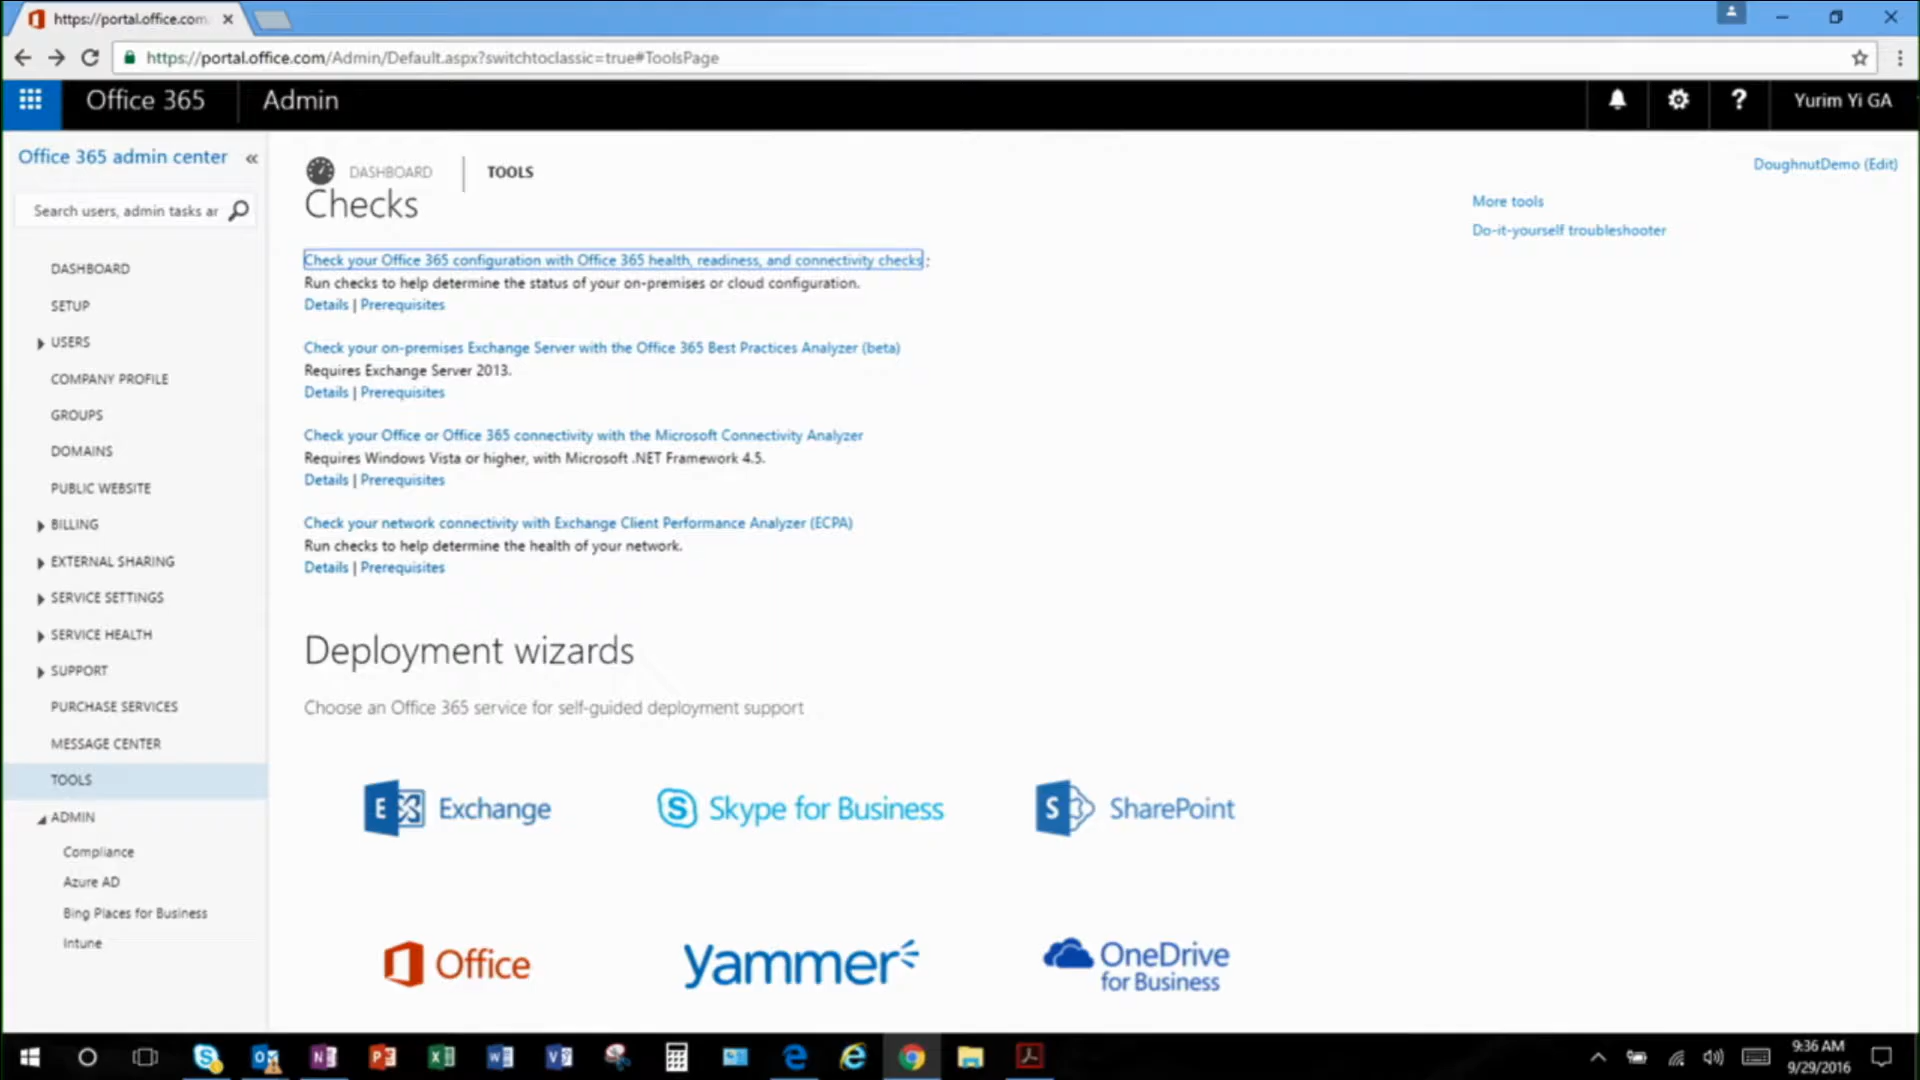 https://portal.office.com
https://portal.office.com/Admin/Default.aspx?switchtoclassic=true#ToolsPage
Office 365
Admin
?
Yurim Yi GA
Office 365 admin center «
Search users, admin tasks ar
DASHBOARD
SETUP
USERS
COMPANY PROFILE
GROUPS
DOMAINS
PUBLIC WEBSITE
BILLING
EXTERNAL SHARING
SERVICE SETTINGS
SERVICE HEALTH
SUPPORT
PURCHASE SERVICES
MESSAGE CENTER
TOOLS
ADMIN
Compliance
Azure AD
Bing Places for Business
Intune
DASHBOARD
TOOLS
Checks
Check your Office 365 configuration with Office 365 health, readiness, and connectivity checks :
Run checks to help determine the status of your on-premises or cloud configuration.
Details | Prerequisites
Check your on-premises Exchange Server with the Office 365 Best Practices Analyzer (beta)
Requires Exchange Server 2013.
Details | Prerequisites
Check your Office or Office 365 connectivity with the Microsoft Connectivity Analyzer
Requires Windows Vista or higher, with Microsoft .NET Framework 4.5.
Details | Prerequisites
Check your network connectivity with Exchange Client Performance Analyzer (ECPA)
Run checks to help determine the health of your network.
Details | Prerequisites
Deployment wizards
Choose an Office 365 service for self-guided deployment support
Exchange
Skype for Business
SharePoint
Office
yammer
OneDrive
for Business
DoughnutDemo (Edit)
More tools
Do-it-yourself troubleshooter
9:36 AM
9/29/2016